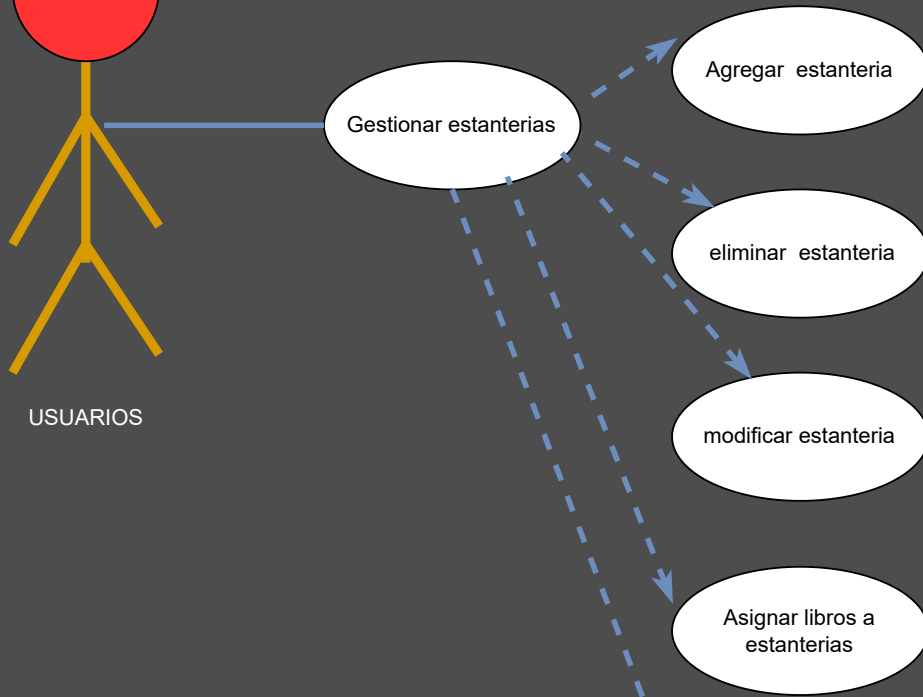 Agregar  estanteria
Gestionar estanterias
eliminar  estanteria
USUARIOS
modificar estanteria
Asignar libros a
estanterias